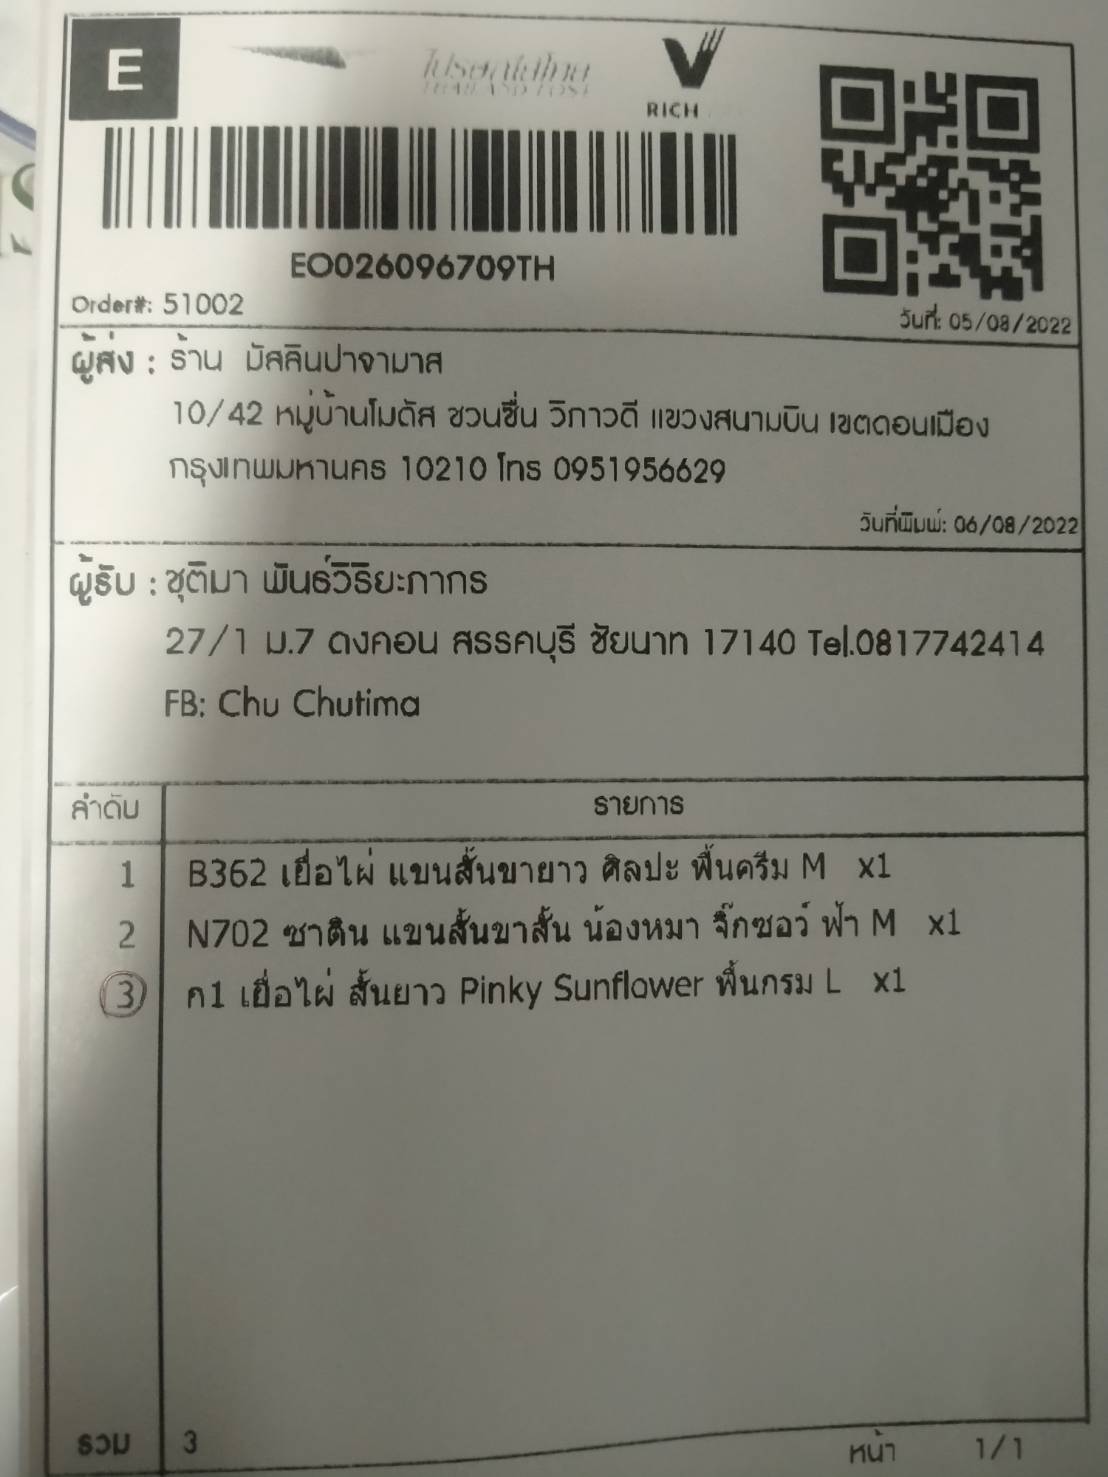 E
ไปรษณีย์ไทย
THAILAND POST
RICH
EO026096709TH
Order#: 51002
วันที่: 05/08/2022
ผู้ส่ง : ร้าน มัสลินปาจามาส
10/42 หมู่บ้านโมดัส ชวนชื่น วิภาวดี แขวงสนามบิน เขตดอนเมือง
กรุงเทพมหานคร 10210 โทร 0951956629
วันที่พิมพ์: 06/08/2022
ผู้รับ : ชุติมา พันธ์วิริยะภากร
27/1 ม.7 ดงคอน สรรคบุรี ชัยนาท 17140 Tel.0817742414
FB: Chu Chutima
ลำดับ รายการ
1 B362 เยื่อไผ่ แขนสั้นขายาว ศิลปะ พื้นครีม M x1
2 N702 ซาติน แขนสั้นขาสั้น น้องหมา จิ๊กซอว์ ฟ้า M x1
3 ค1 เยื่อไผ่ สั้นยาว Pinky Sunflower พื้นกรม L x1
รวม 3
หน้า 1/1